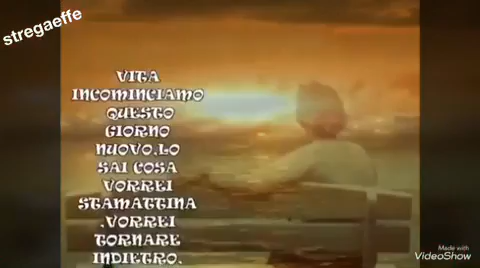 stregaeffe
VITA
INCOMINCIAMO
QUESTO
GIORNO
NUOVO.LO
SAI COSA
VORREI
STAMATTINA
.VORREI
TORNARE
INDIETRO.
Made with
VideoShow